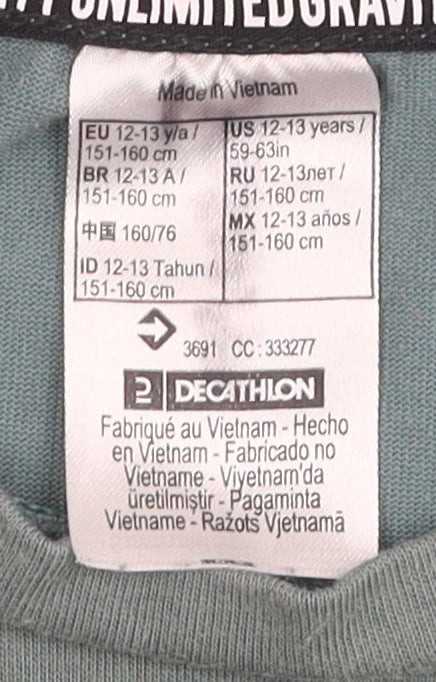 UNLIMITED GRAVIT
Made in Vietnam
EU 12-13 y/a /
151-160 cm
BR 12-13 A /
151-160 cm
中国 160/76
ID 12-13 Tahun /
151-160 cm
US 12-13 years /
59-63in
RU 12-13лет /
151-160 cm
MX 12-13 años /
151-160 cm
3691 CC : 333277
DECATHLON
Fabriqué au Vietnam - Hecho
en Vietnam - Fabricado no
Vietname - Viyetnam'da
üretilmiştir - Pagaminta
Vietname - Ražots Vjetnamā